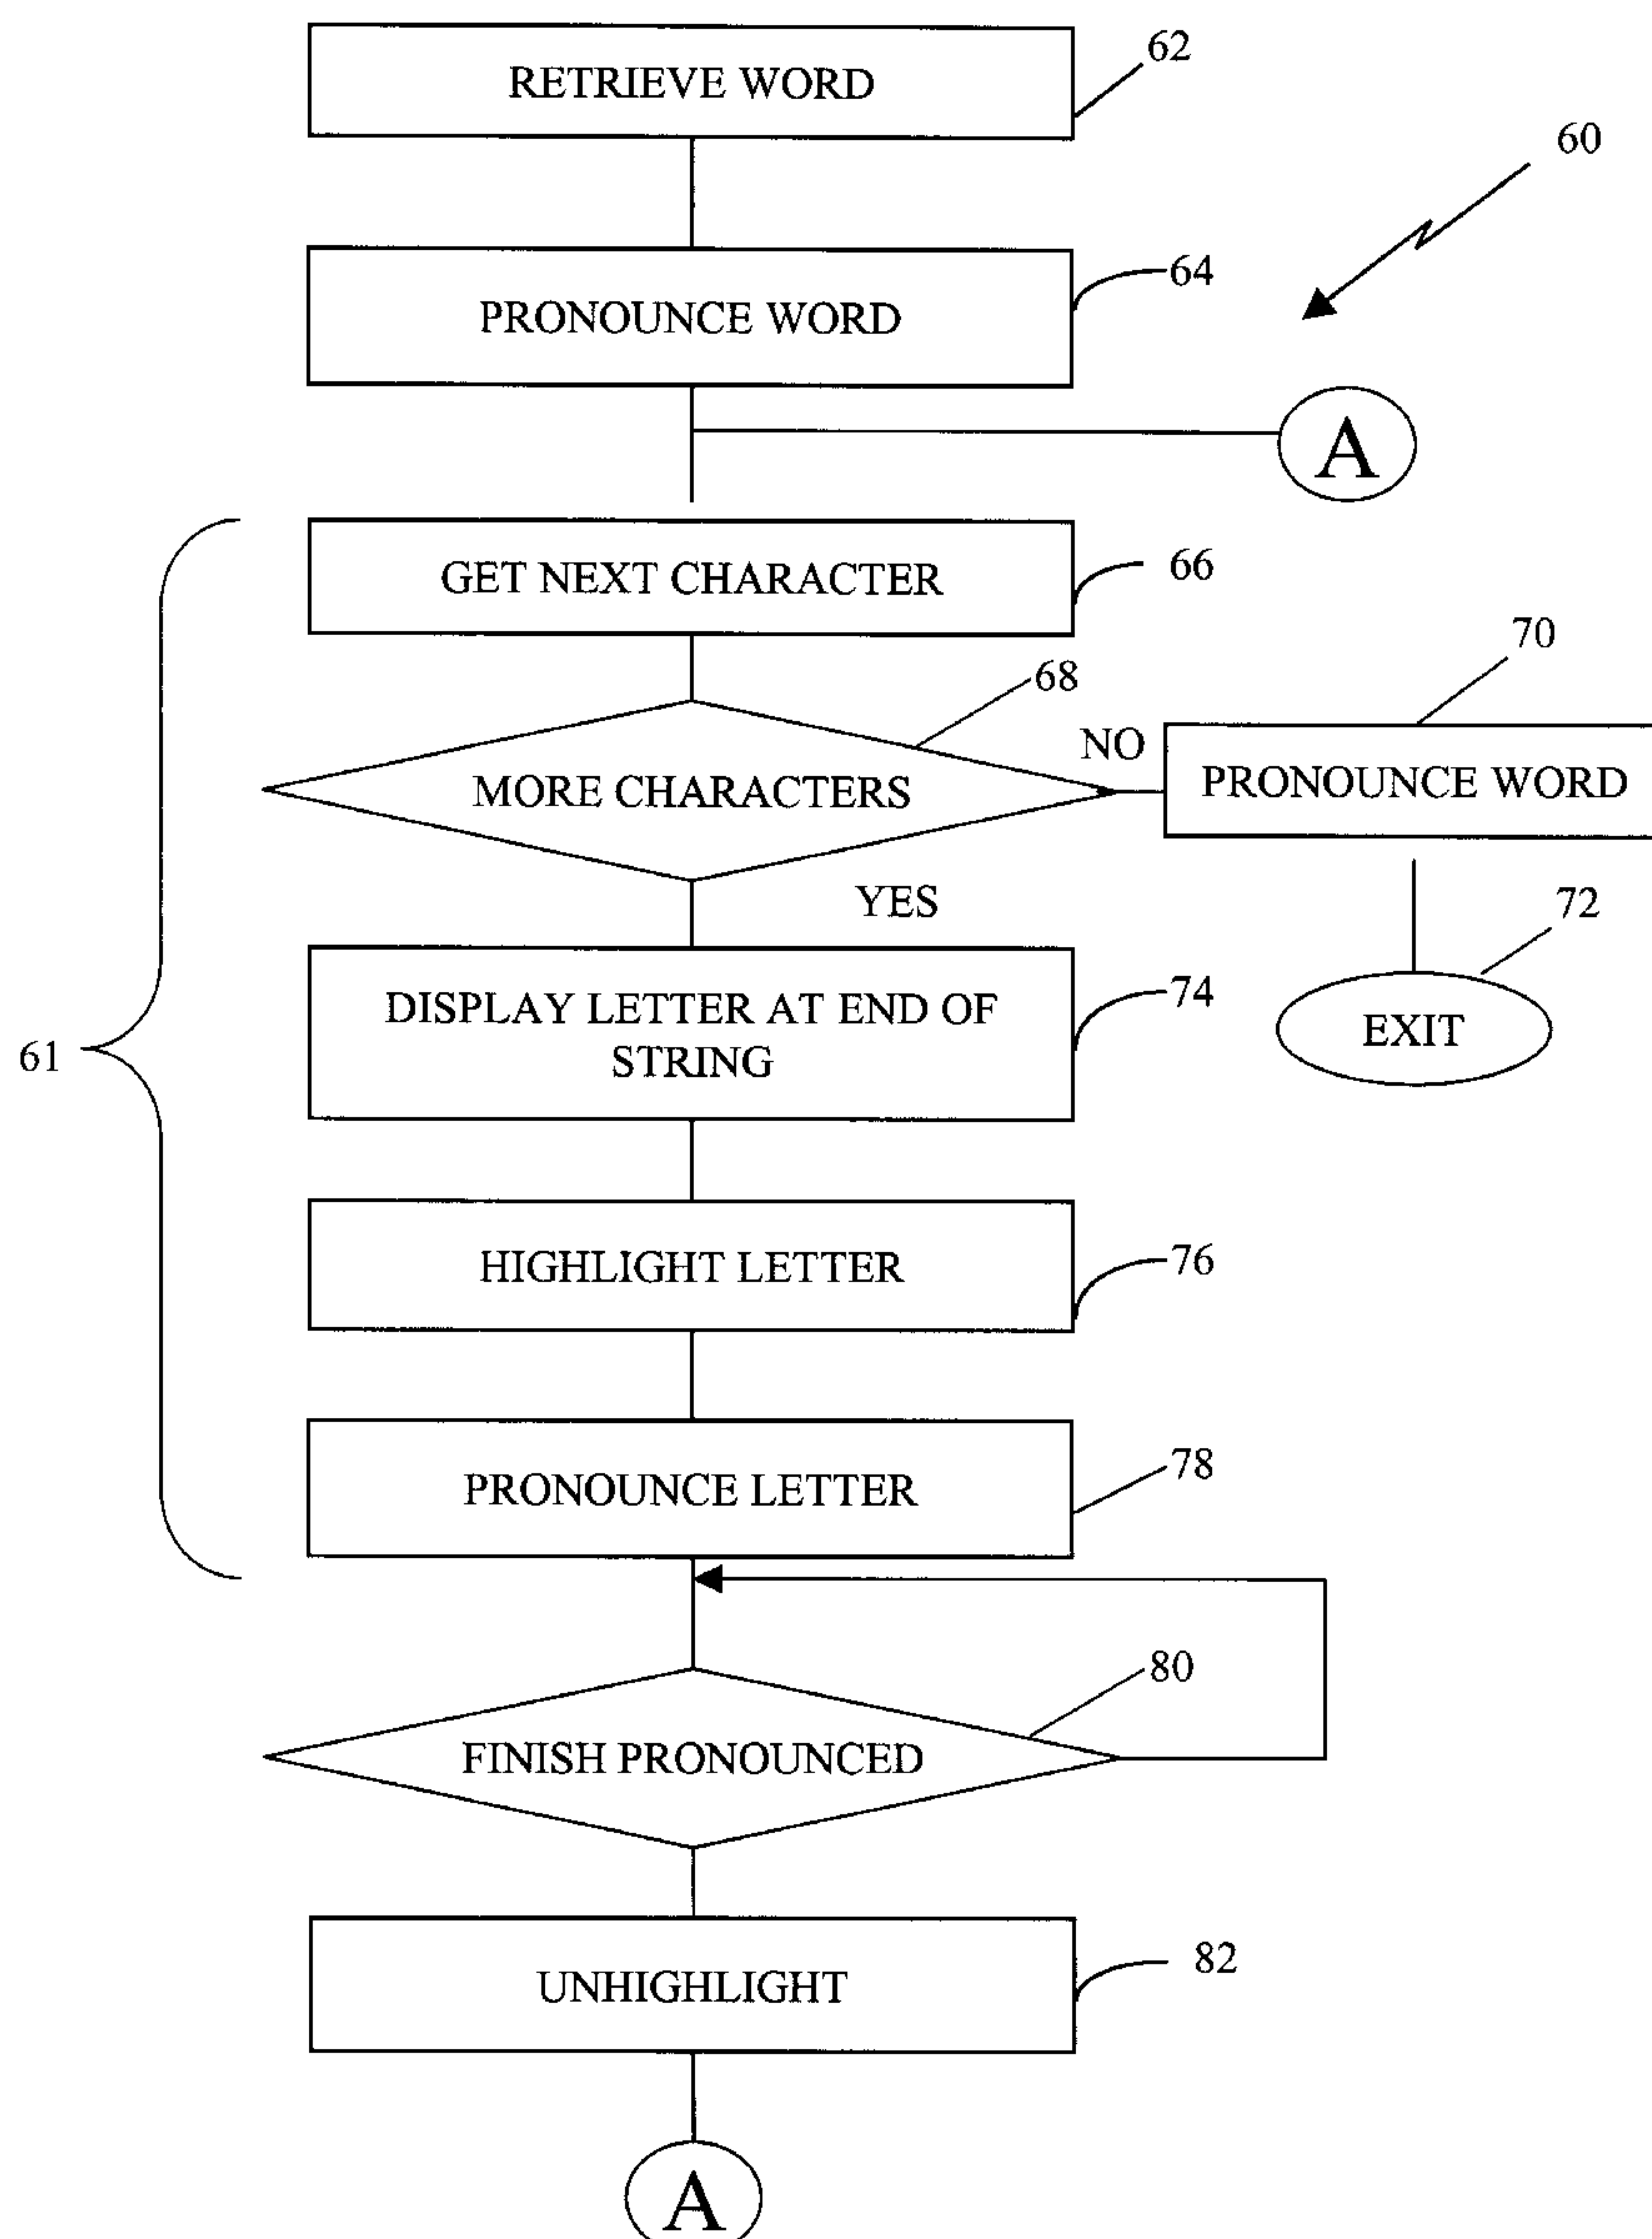 RETRIEVE WORD
62
60
PRONOUNCE WORD
64
A
GET NEXT CHARACTER
66
70
68
NO
MORE CHARACTERS
PRONOUNCE WORD
YES
72
DISPLAY LETTER AT END OF
STRING
74
EXIT
61
HIGHLIGHT LETTER
76
PRONOUNCE LETTER
78
80
FINISH PRONOUNCED
UNHIGHLIGHT
82
A